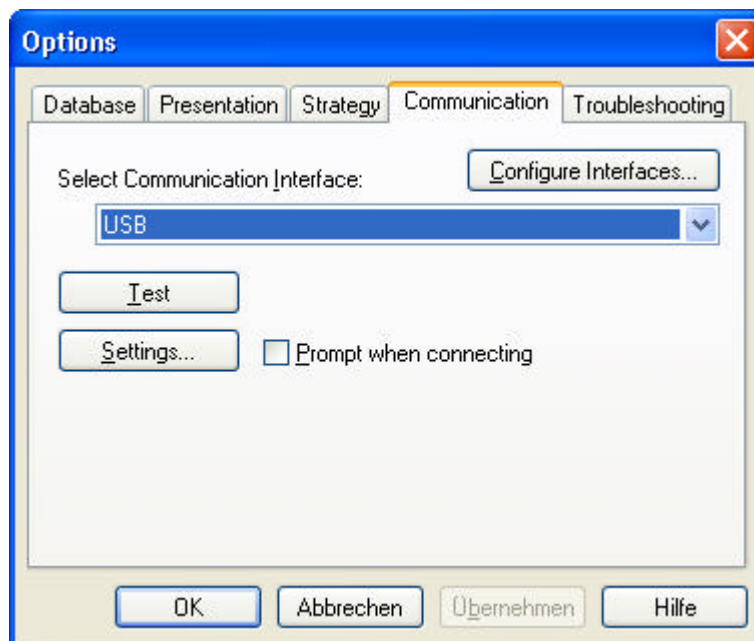 Options
Database Presentation Strategy Communication Troubleshooting
Select Communication Interface: Configure Interfaces...
USB
Test
Settings... Prompt when connecting
OK Abbrechen Übernehmen Hilfe